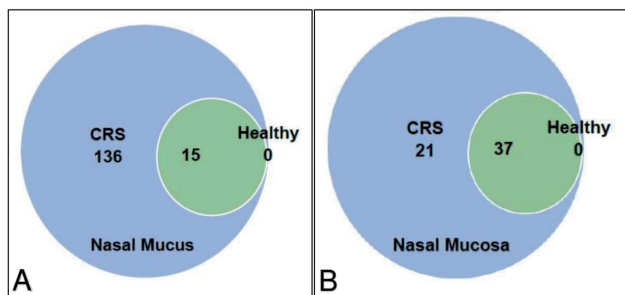 CRS
136
15
Healthy
0
Nasal Mucus
A
CRS
21
37
Healthy
0
Nasal Mucosa
B